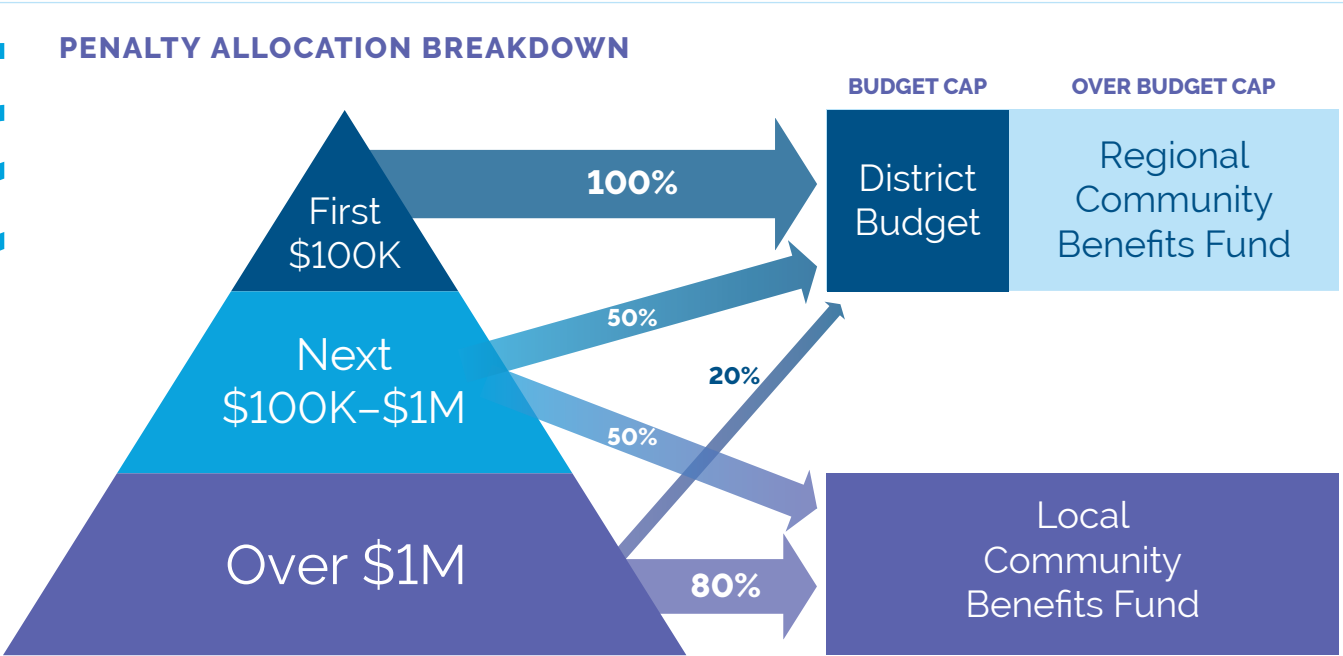 PENALTY ALLOCATION BREAKDOWN
BUDGET CAP
OVER BUDGET CAP
First
$100K
100%
District
Budget
Regional
Community
Benefits Fund
Next
$100K–$1M
50%
20%
50%
Over $1M
80%
Local
Community
Benefits Fund